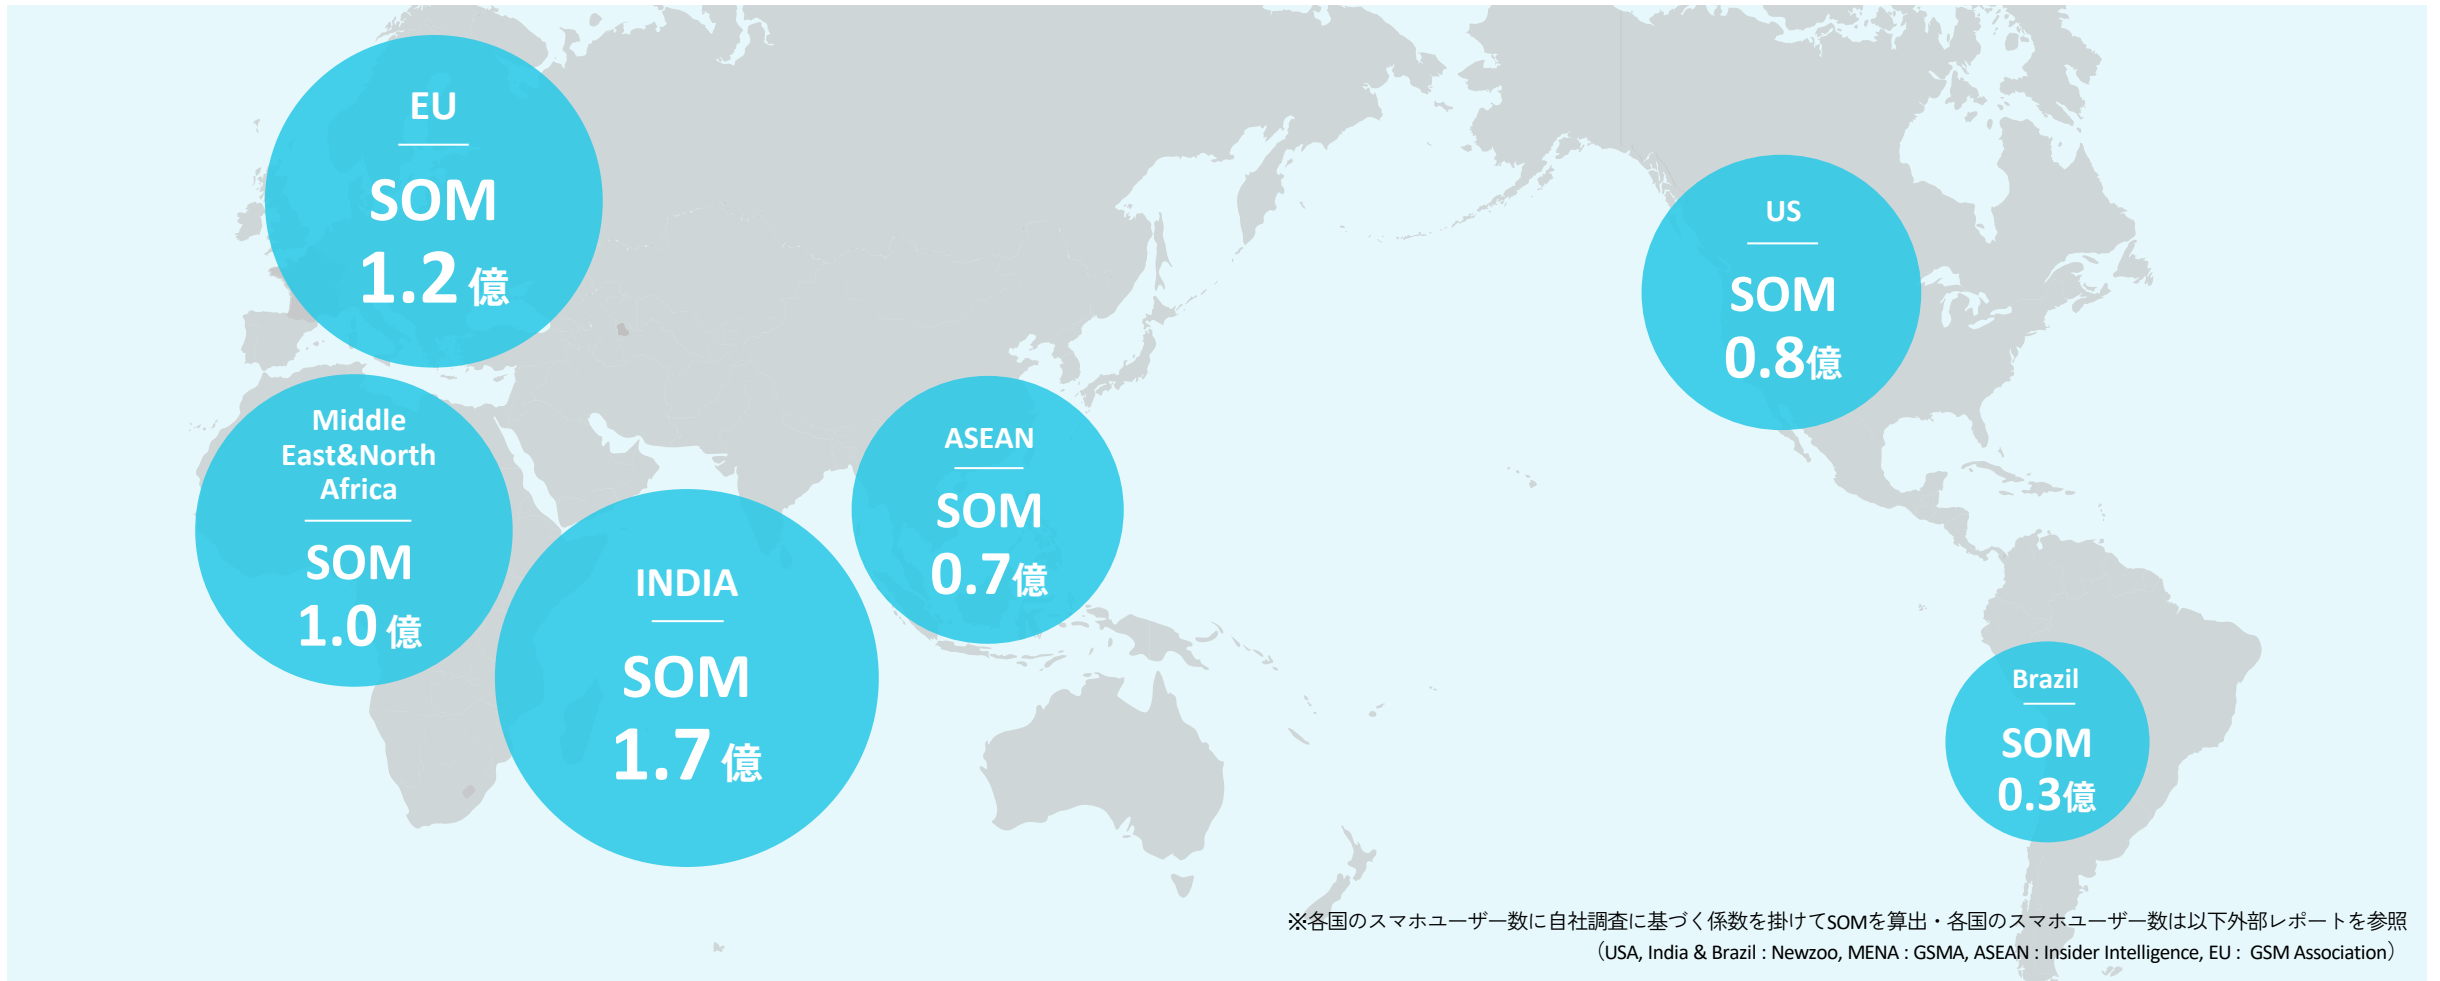 EU
SOM
1.2 億
Middle
East&North
Africa
SOM
1.0 億
INDIA
SOM
1.7 億
ASEAN
SOM
0.7億
US
SOM
0.8億
Brazil
SOM
0.3億
※各国のスマホユーザー数に自社調査に基づく係数を掛けてSOMを算出・各国のスマホユーザー数は以下外部レポートを参照
（USA, India & Brazil : Newzoo, MENA : GSMA, ASEAN : Insider Intelligence, EU : GSM Association）